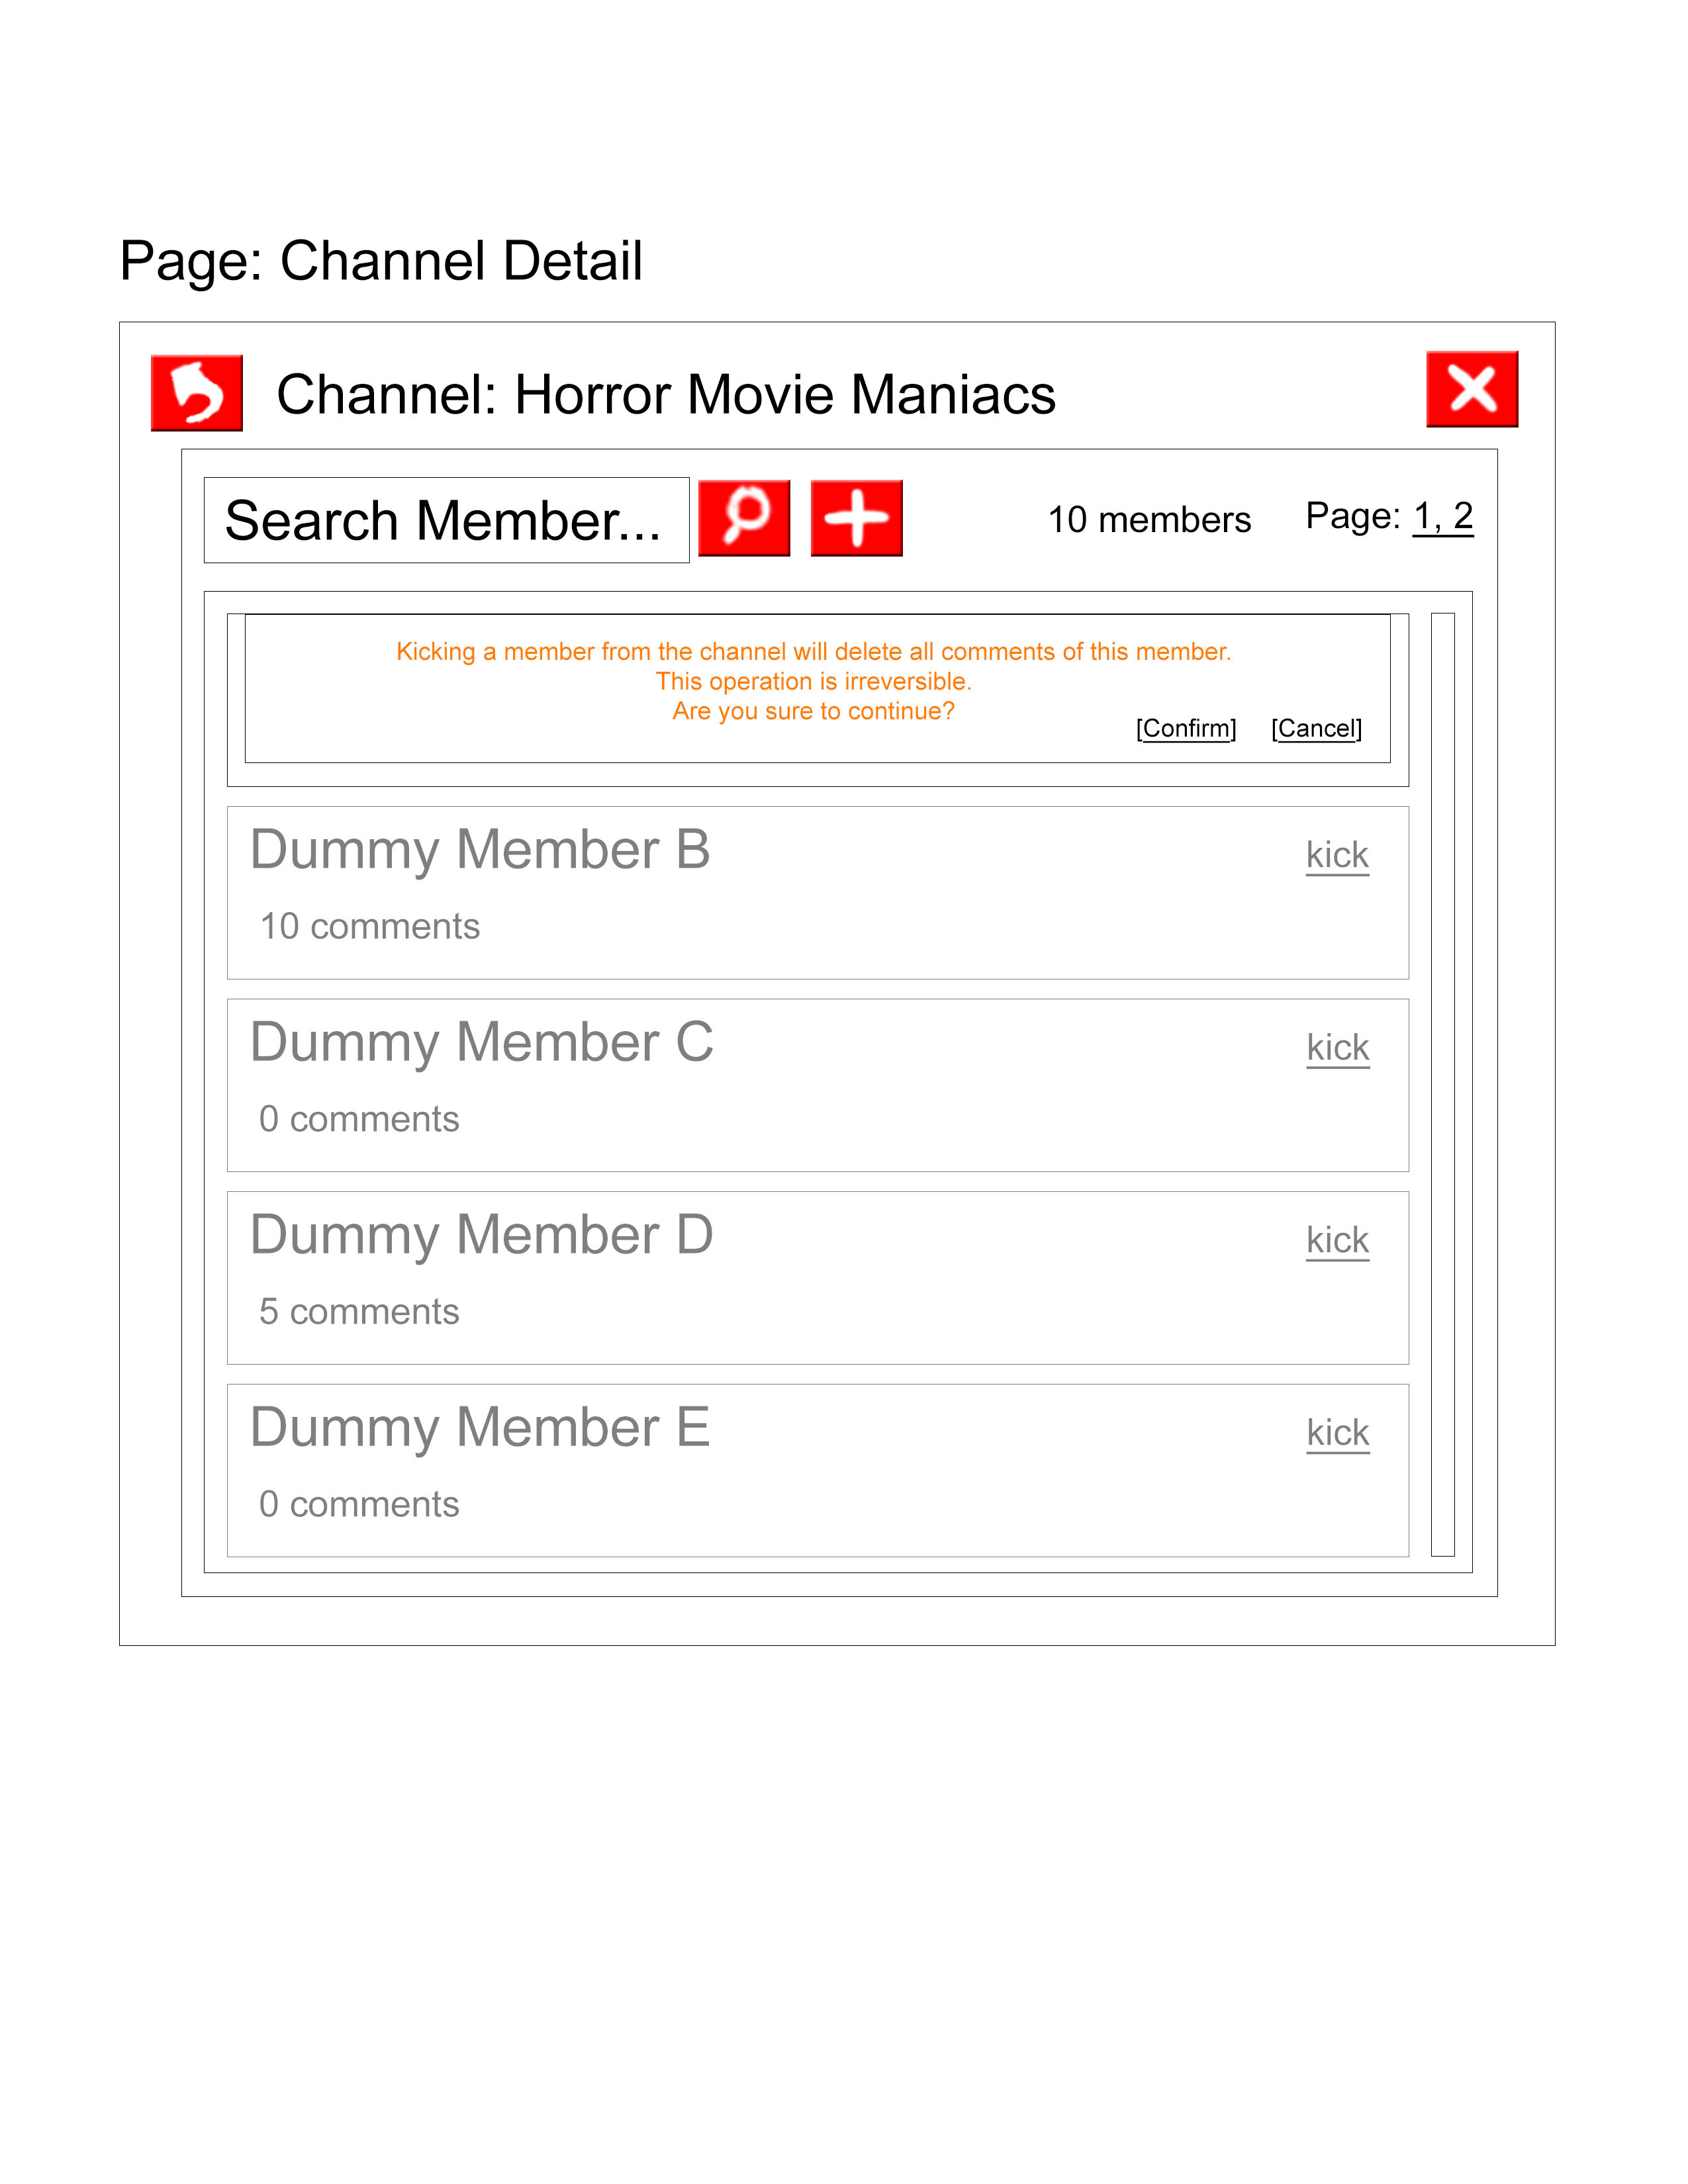 Page: Channel Detail
Channel: Horror Movie Maniacs
Search Member...
10 members
Page: 1, 2
Kicking a member from the channel will delete all comments of this member.
This operation is irreversible.
Are you sure to continue?
[Confirm] [Cancel]
Dummy Member B
kick
10 comments
Dummy Member C
kick
0 comments
Dummy Member D
kick
5 comments
Dummy Member E
kick
0 comments